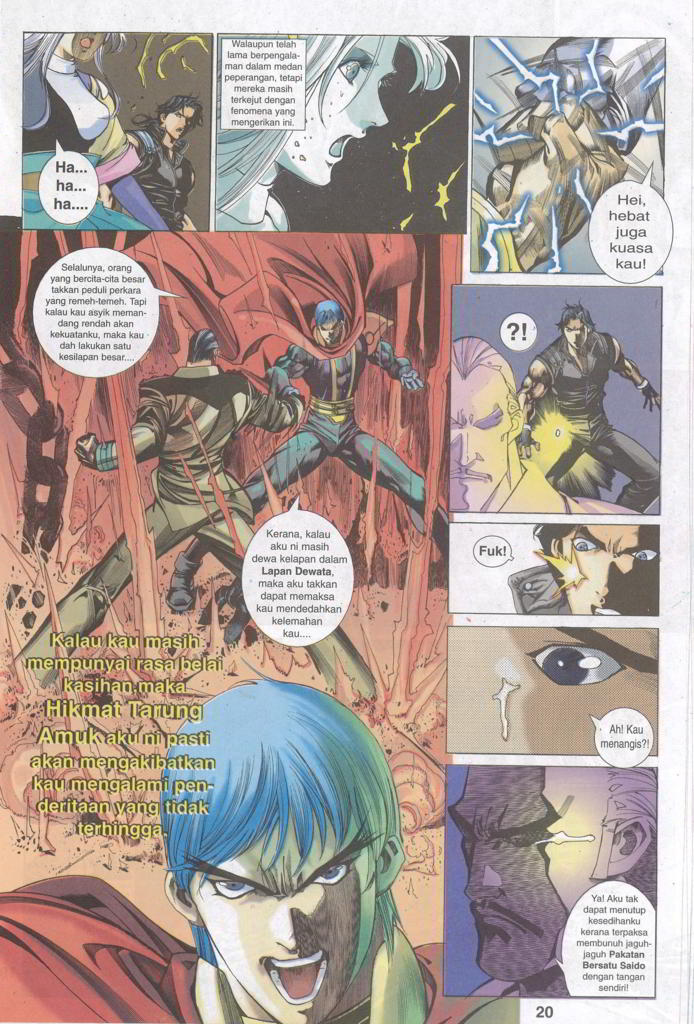 Ha...
ha...
ha....
Walaupun telah
lama berpengala-
man dalam medan
peperangan, tetapi
mereka masih
terkejut dengan
fenomena yang
mengerikan ini.
Hei,
hebat
juga
kuasa
kau!
Selalunya, orang
yang bercita-cita besar
takkan peduli perkara
yang remeh-temeh. Tapi
kalau kau asyik meman-
dang rendah akan
kekuatanku, maka kau
dah lakukan satu
kesilapan besar....
Kerana, kalau
aku ni masih
dewa kelapan dalam
Lapan Dewata,
maka aku takkan
dapat memaksa
kau mendedahkan
kelemahan
kau....
Kalau kau masih
mempunyai rasa belai
kasihan,maka
Hikmat Tarung
Amuk aku ni pasti
akan mengakibatkan
kau mengalami pen-
deritaan yang tidak
terhingga.
?!
Fuk!
Ah! Kau
menangis?!
Ya! Aku tak
dapat menutup
kesedihanku
kerana terpaksa
membunuh jaguh-
jaguh Pakatan
Bersatu Saido
dengan tangan
sendiri!
20